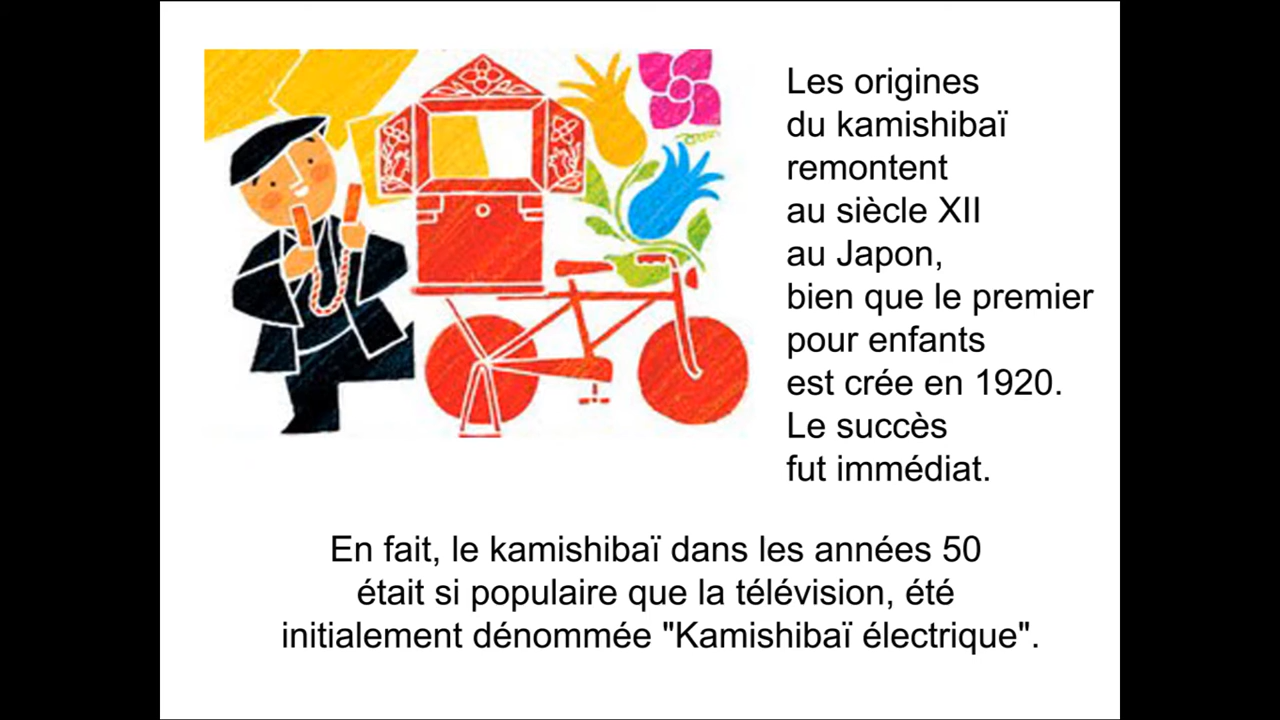 Les origines
du kamishibaï
remontent
au siècle XII
au Japon,
bien que le premier
pour enfants
est crée en 1920.
Le succès
fut immédiat.
En fait, le kamishibaï dans les années 50
était si populaire que la télévision, été
initialement dénommée "Kamishibaï électrique".